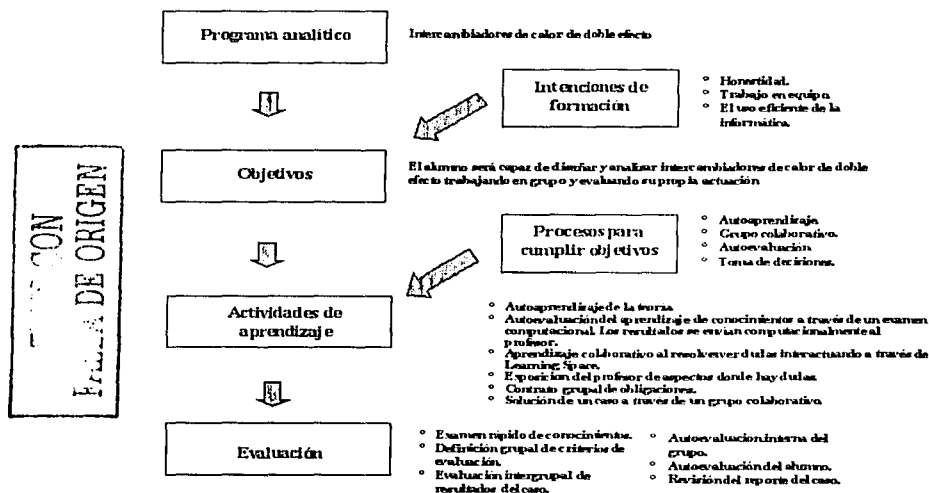 Programa analítico
Intercambiadores de calor de doble efecto
Intenciones de
formación
° Honestidad.
° Trabajo en equipo.
° El uso eficiente de la
informática.
Objetivos
El alumno será capaz de diseñar y analizar intercambiadores de calor de doble
efecto trabajando en grupo y evaluando su propia actuación
Procesos para
cumplir objetivos
° Autoaprendizaje
° Grupo colaborativo.
° Autoevaluación
° Toma de decisiones.
Actividades de
aprendizaje
° Autoaprendizaje de la teoría
° Autoevaluación del aprendizaje de conocimientos a través de un examen
computacional. Los resultados se envían computacionalmente al
profesor.
° Aprendizaje colaborativo al resolver dudas interactuando a través de
Learning Space.
° Exposición del profesor de aspectos donde hay dudas.
° Contrato grupal de obligaciones.
° Solución de un caso a través de un grupo colaborativo
Evaluación
° Examen rápido de conocimientos.
° Definición grupal de criterios de
evaluación.
° Evaluación intergrupal de
resultados del caso.
° Autoevaluación interna del
grupo.
° Autoevaluación del alumno.
° Revisión del reporte del caso.
CON
FALLA DE ORIGEN